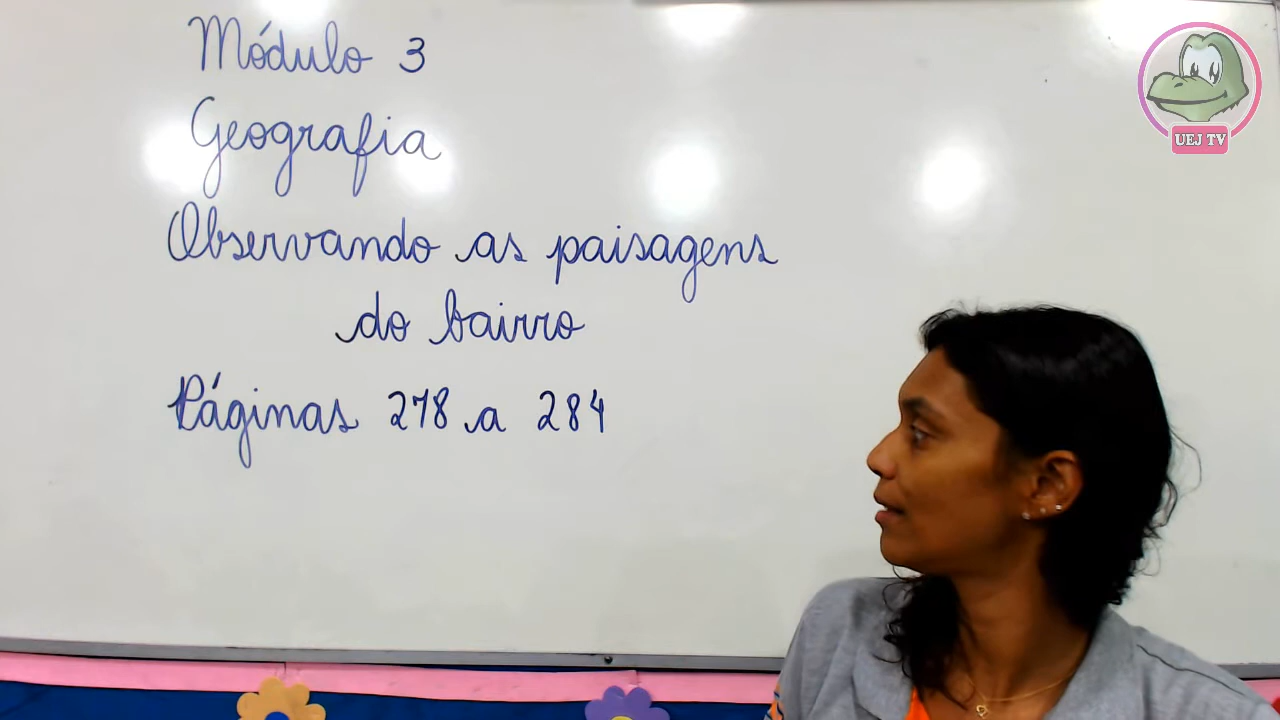 Módulo 3
Geografia
Observando as paisagens
do bairro
Páginas 278 a 284
UEJ TV